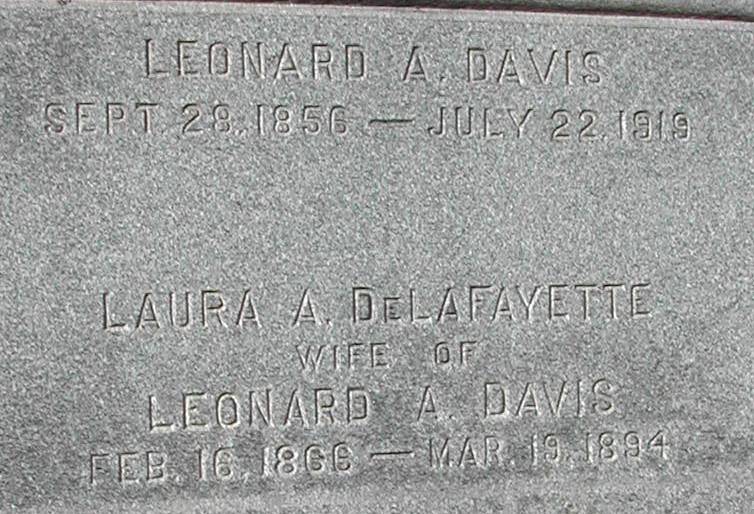 LEONARD A. DAVIS
SEPT. 28, 1856 — JULY 22, 1919
LAURA A. DELAFAYETTE
WIFE OF
LEONARD A. DAVIS
FEB. 16, 1866 — MAR. 19, 1894